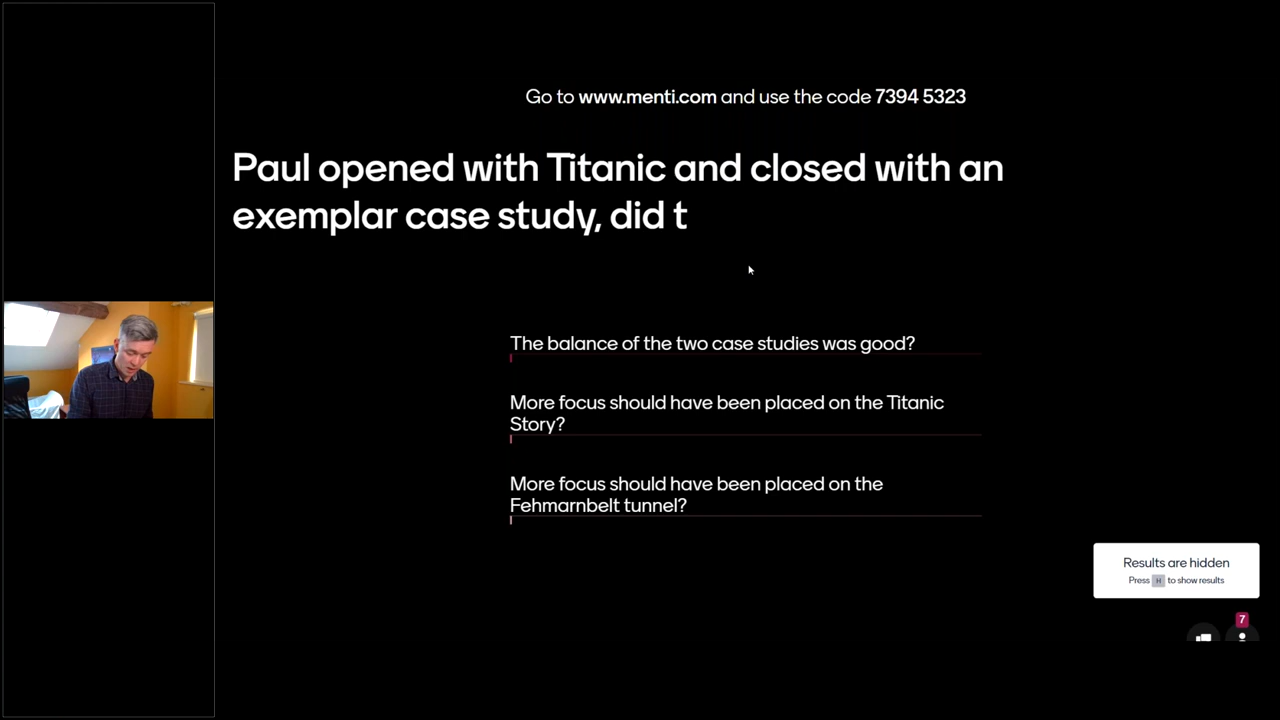 Go to www.menti.com and use the code 7394 5323
Paul opened with Titanic and closed with an
exemplar case study, did t
The balance of the two case studies was good?
More focus should have been placed on the Titanic
Story?
More focus should have been placed on the
Fehmarnbelt tunnel?
Results are hidden
Press H to show results
7